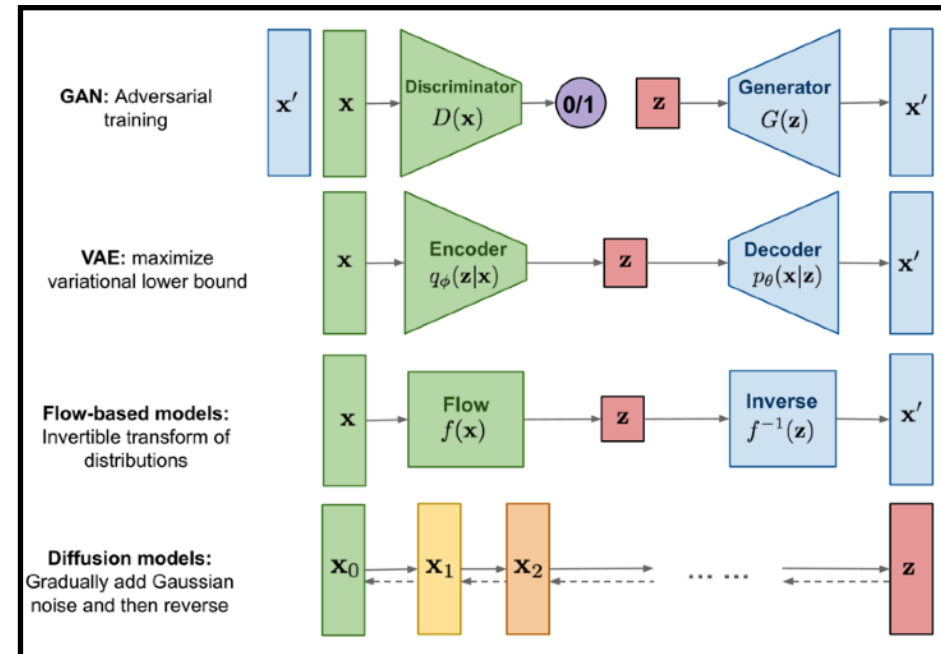 GAN: Adversarial
training
x′
x
Discriminator
D(x)
0/1
z
Generator
G(z)
x′
VAE: maximize
variational lower bound
x
Encoder
qϕ(z|x)
z
Decoder
pθ(x|z)
x′
Flow-based models:
Invertible transform of
distributions
x
Flow
f(x)
z
Inverse
f⁻¹(z)
x′
Diffusion models:
Gradually add Gaussian
noise and then reverse
x₀
x₁
x₂
... ...
z